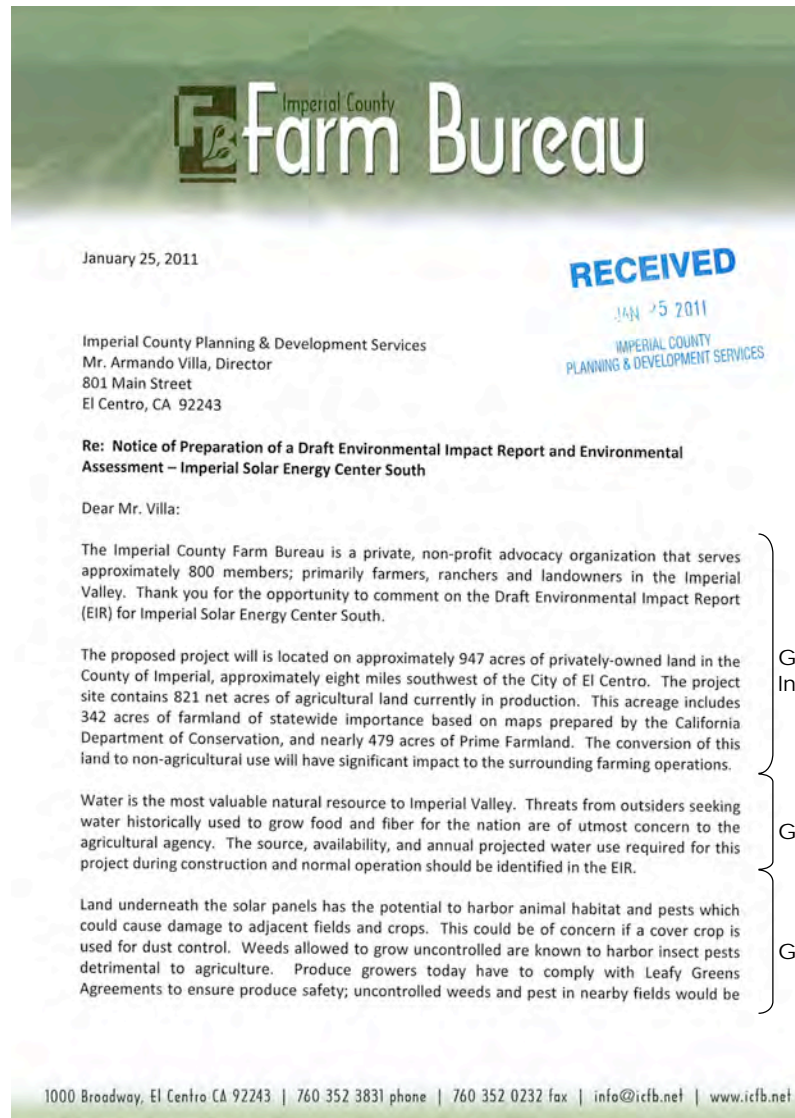 Imperial County
FB Farm Bureau
January 25, 2011
RECEIVED
JAN 25 2011
IMPERIAL COUNTY
PLANNING & DEVELOPMENT SERVICES
Imperial County Planning & Development Services
Mr. Armando Villa, Director
801 Main Street
El Centro, CA 92243
Re: Notice of Preparation of a Draft Environmental Impact Report and Environmental
Assessment – Imperial Solar Energy Center South
Dear Mr. Villa:
The Imperial County Farm Bureau is a private, non-profit advocacy organization that serves
approximately 800 members; primarily farmers, ranchers and landowners in the Imperial
Valley. Thank you for the opportunity to comment on the Draft Environmental Impact Report
(EIR) for Imperial Solar Energy Center South.
The proposed project will is located on approximately 947 acres of privately-owned land in the
County of Imperial, approximately eight miles southwest of the City of El Centro. The project
site contains 821 net acres of agricultural land currently in production. This acreage includes
342 acres of farmland of statewide importance based on maps prepared by the California
Department of Conservation, and nearly 479 acres of Prime Farmland. The conversion of this
land to non-agricultural use will have significant impact to the surrounding farming operations.
G
In
Water is the most valuable natural resource to Imperial Valley. Threats from outsiders seeking
water historically used to grow food and fiber for the nation are of utmost concern to the
agricultural agency. The source, availability, and annual projected water use required for this
project during construction and normal operation should be identified in the EIR.
G
Land underneath the solar panels has the potential to harbor animal habitat and pests which
could cause damage to adjacent fields and crops. This could be of concern if a cover crop is
used for dust control. Weeds allowed to grow uncontrolled are known to harbor insect pests
detrimental to agriculture. Produce growers today have to comply with Leafy Greens
Agreements to ensure produce safety; uncontrolled weeds and pest in nearby fields would be
G
1000 Broadway, El Centro CA 92243 | 760 352 3831 phone | 760 352 0232 fax | info@icfb.net | www.icfb.net